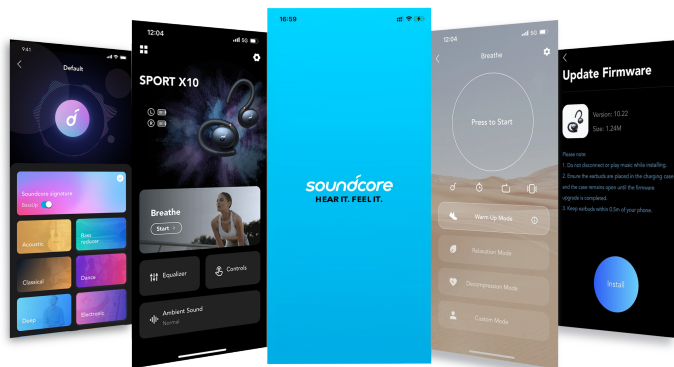 9:41
Default
Soundcore signature
BassUp
Acoustic
Bass
reducer
Classical
Dance
Deep
Electronic
12:04
5G
SPORT X10
L
R
Breathe
Start
Equalizer
Controls
Ambient Sound
Normal
16:59
soundcore
HEAR IT. FEEL IT.
12:04
5G
Breathe
Press to Start
Warm Up Mode
Relaxation Mode
Decompression Mode
Custom Mode
Update Firmware
Version: 10.22
Size: 1.24M
Please note:
1. Do not disconnect or play music while installing.
2. Ensure the earbuds are placed in the charging case
and the case remains open until the firmware
upgrade is completed.
3. Keep earbuds within 0.5m of your phone.
Install